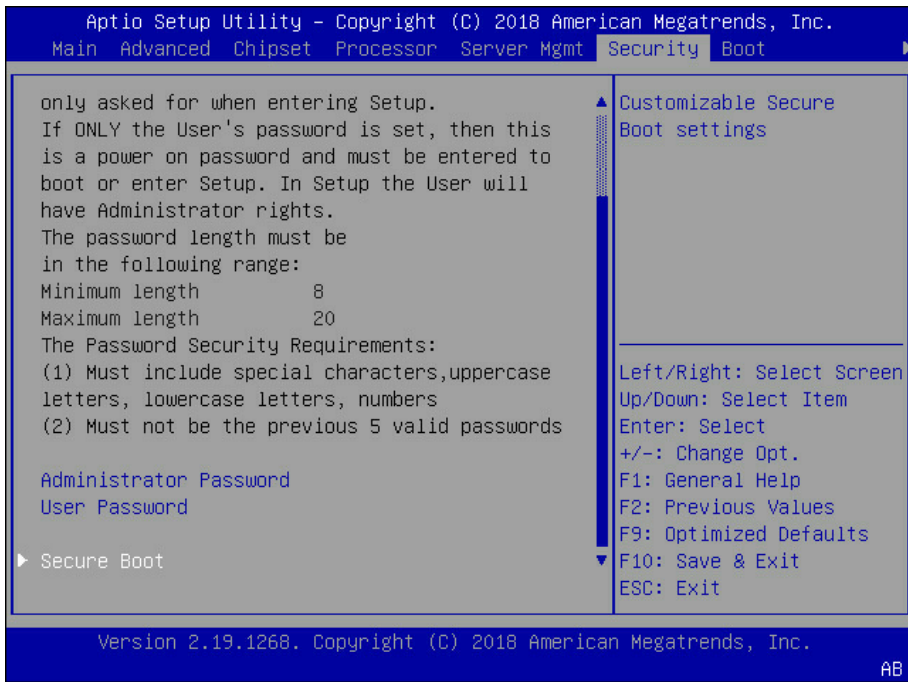 Aptio Setup Utility – Copyright (C) 2018 American Megatrends, Inc.
Main Advanced Chipset Processor Server Mgmt Security Boot
only asked for when entering Setup.
If ONLY the User's password is set, then this
is a power on password and must be entered to
boot or enter Setup. In Setup the User will
have Administrator rights.
The password length must be
in the following range:
Minimum length 8
Maximum length 20
The Password Security Requirements:
(1) Must include special characters,uppercase
letters, lowercase letters, numbers
(2) Must not be the previous 5 valid passwords
Administrator Password
User Password
Secure Boot
Customizable Secure
Boot settings
Left/Right: Select Screen
Up/Down: Select Item
Enter: Select
+/-: Change Opt.
F1: General Help
F2: Previous Values
F9: Optimized Defaults
F10: Save & Exit
ESC: Exit
Version 2.19.1268. Copyright (C) 2018 American Megatrends, Inc.
AB